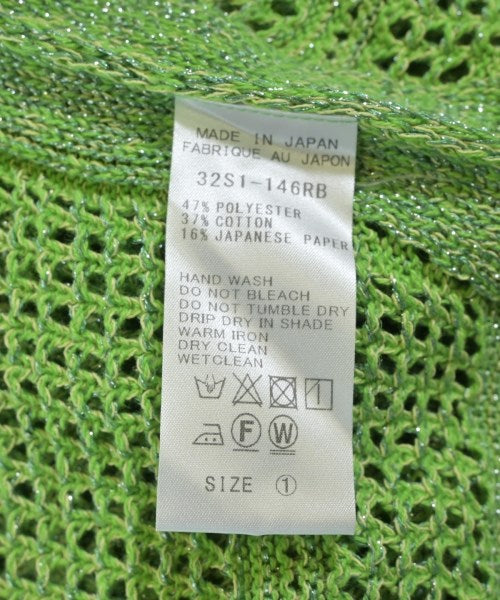 MADE IN JAPAN
FABRIQUE AU JAPON
32S1-146RB
47% POLYESTER
37% COTTON
16% JAPANESE PAPER
HAND WASH
DO NOT BLEACH
DO NOT TUMBLE DRY
DRIP DRY IN SHADE
WARM IRON
DRY CLEAN
WETCLEAN
F W
SIZE ①